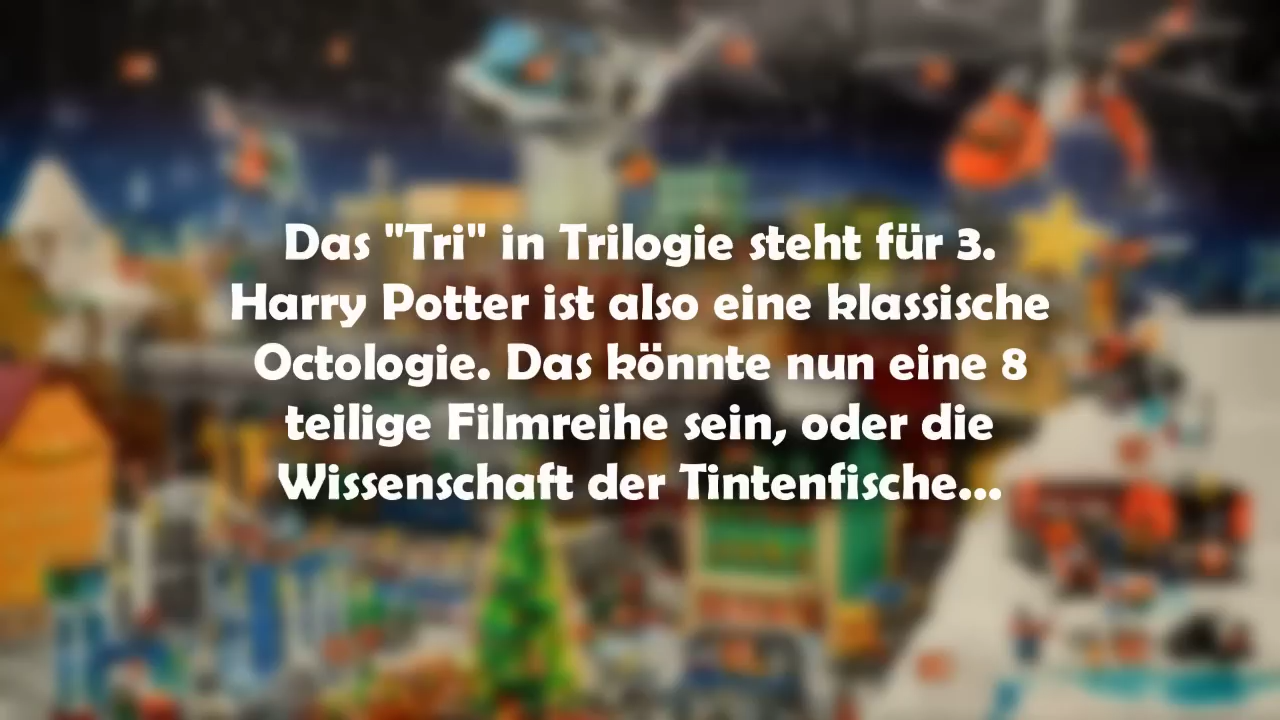 Das "Tri" in Trilogie steht für 3.
Harry Potter ist also eine klassische
Octologie. Das könnte nun eine 8
teilige Filmreihe sein, oder die
Wissenschaft der Tintenfische...